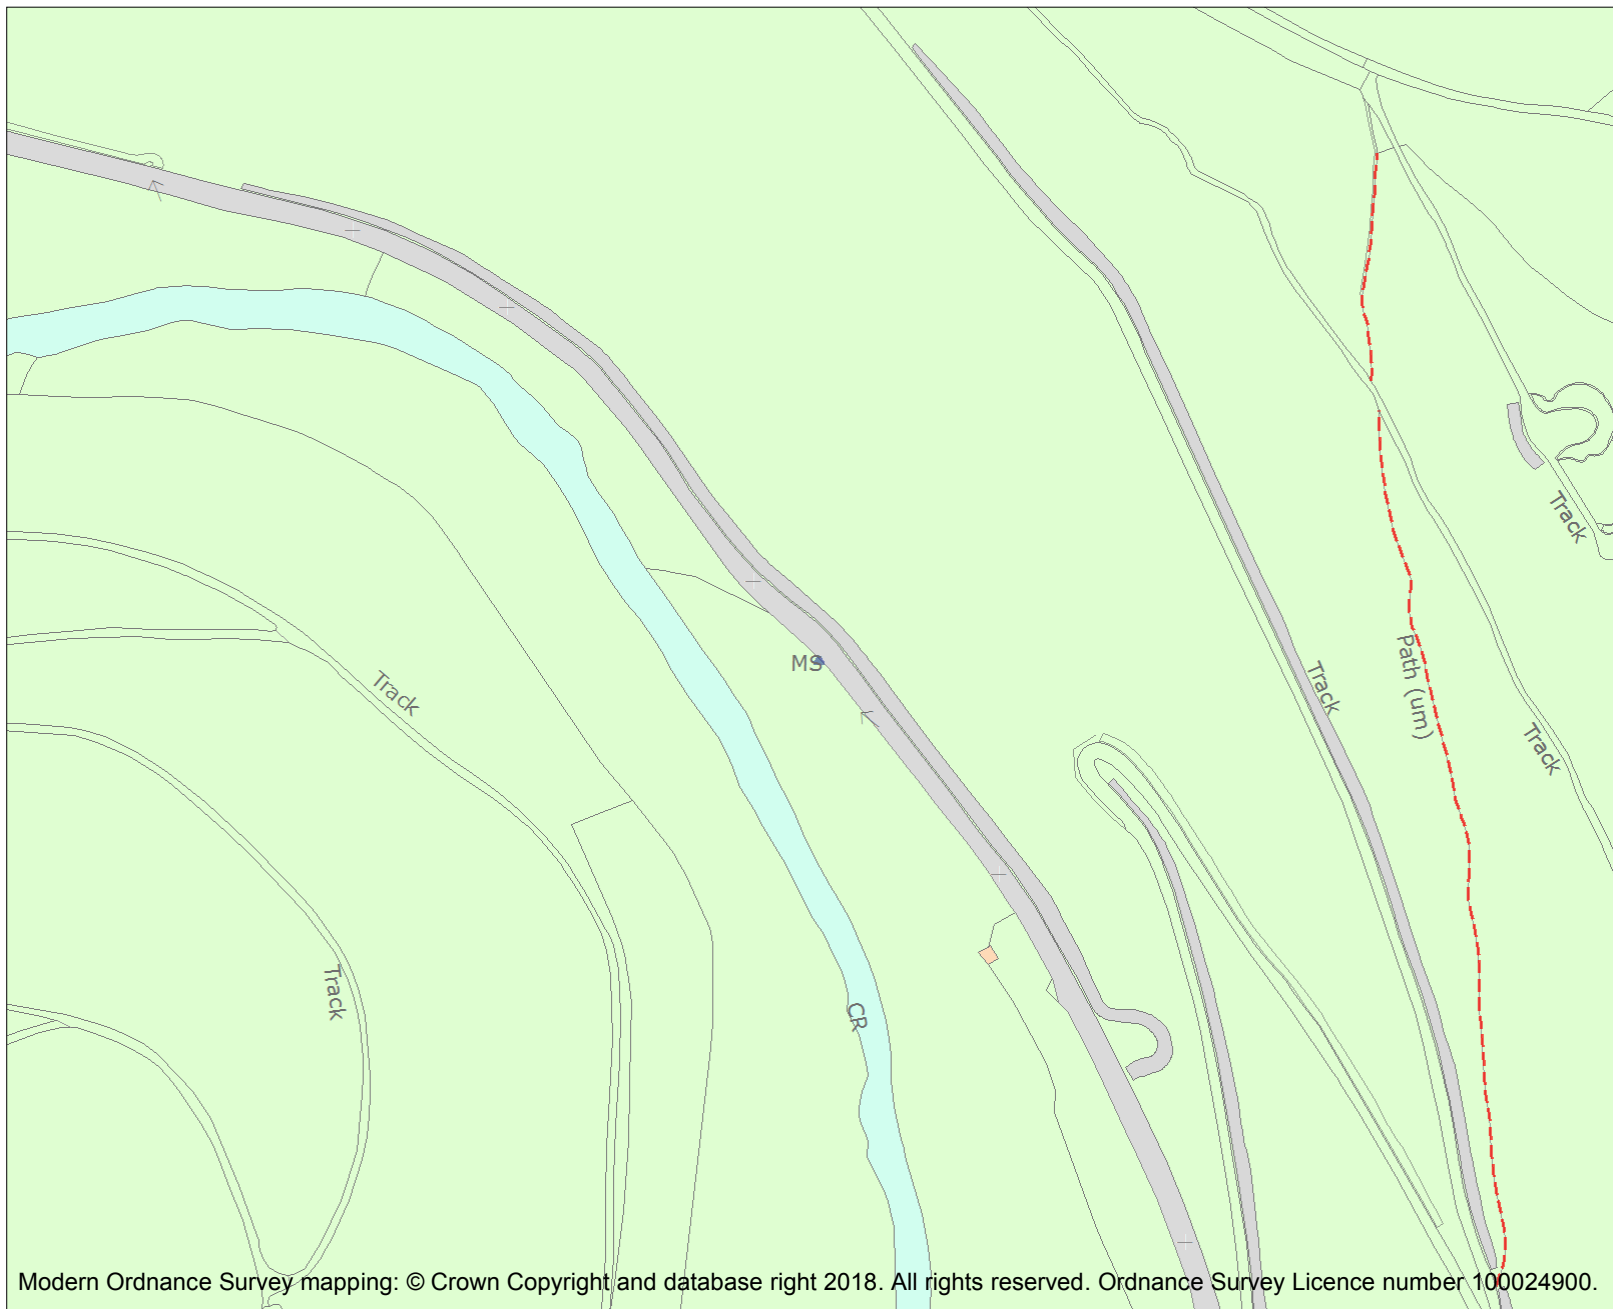 Track
MS
Path (um)
Track
Track
Track
Track
CR
Modern Ordnance Survey mapping: © Crown Copyright and database right 2018. All rights reserved. Ordnance Survey Licence number 100024900.